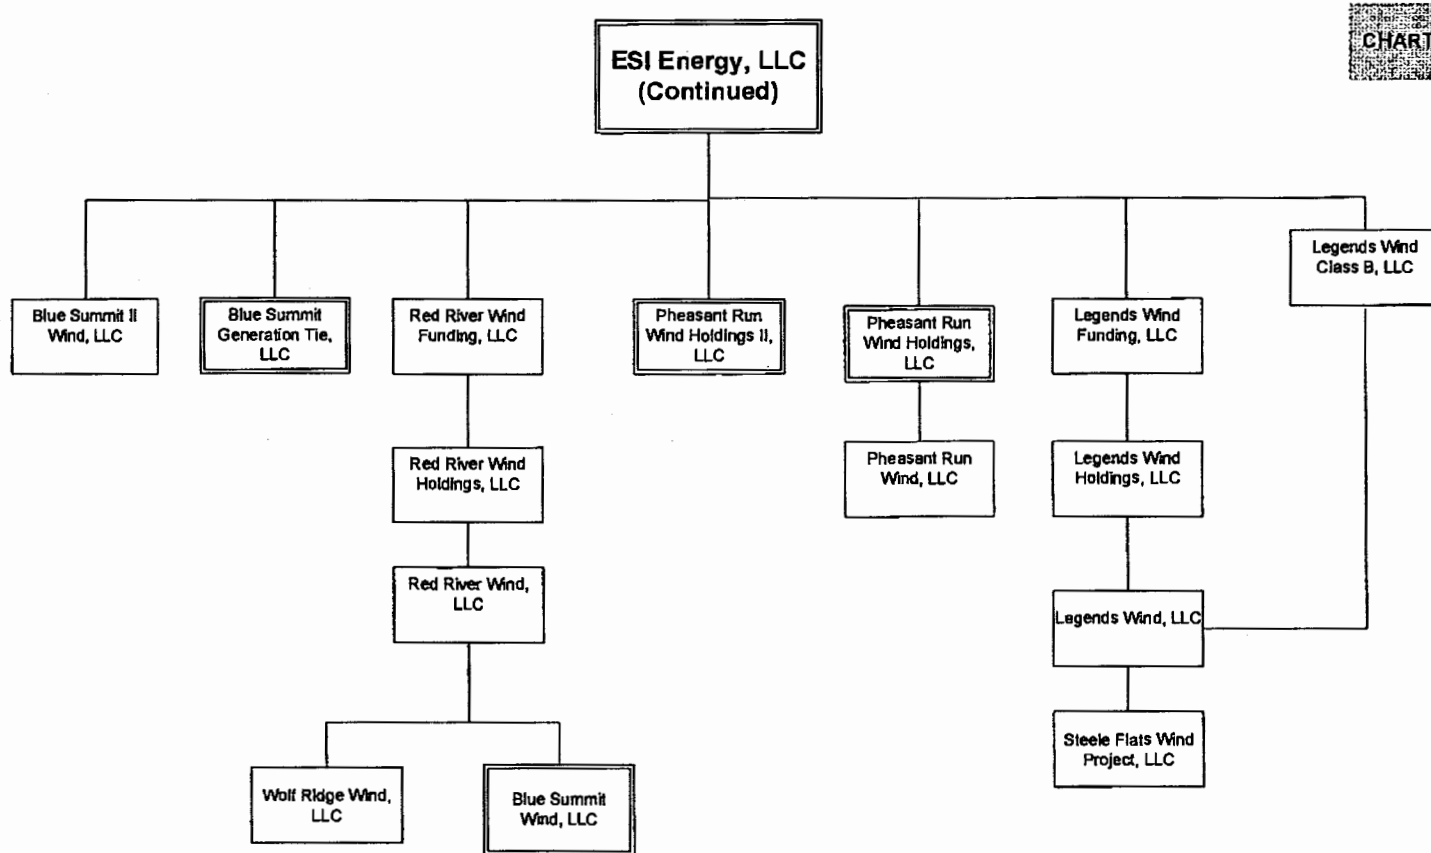 ESI Energy, LLC
(Continued)
CHART
Legends Wind
Class B, LLC
Blue Summit II
Wind, LLC
Blue Summit
Generation Tie,
LLC
Red River Wind
Funding, LLC
Pheasant Run
Wind Holdings II,
LLC
Pheasant Run
Wind Holdings,
LLC
Legends Wind
Funding, LLC
Red River Wind
Holdings, LLC
Pheasant Run
Wind, LLC
Legends Wind
Holdings, LLC
Red River Wind,
LLC
Legends Wind, LLC
Steele Flats Wind
Project, LLC
Wolf Ridge Wind,
LLC
Blue Summit
Wind, LLC